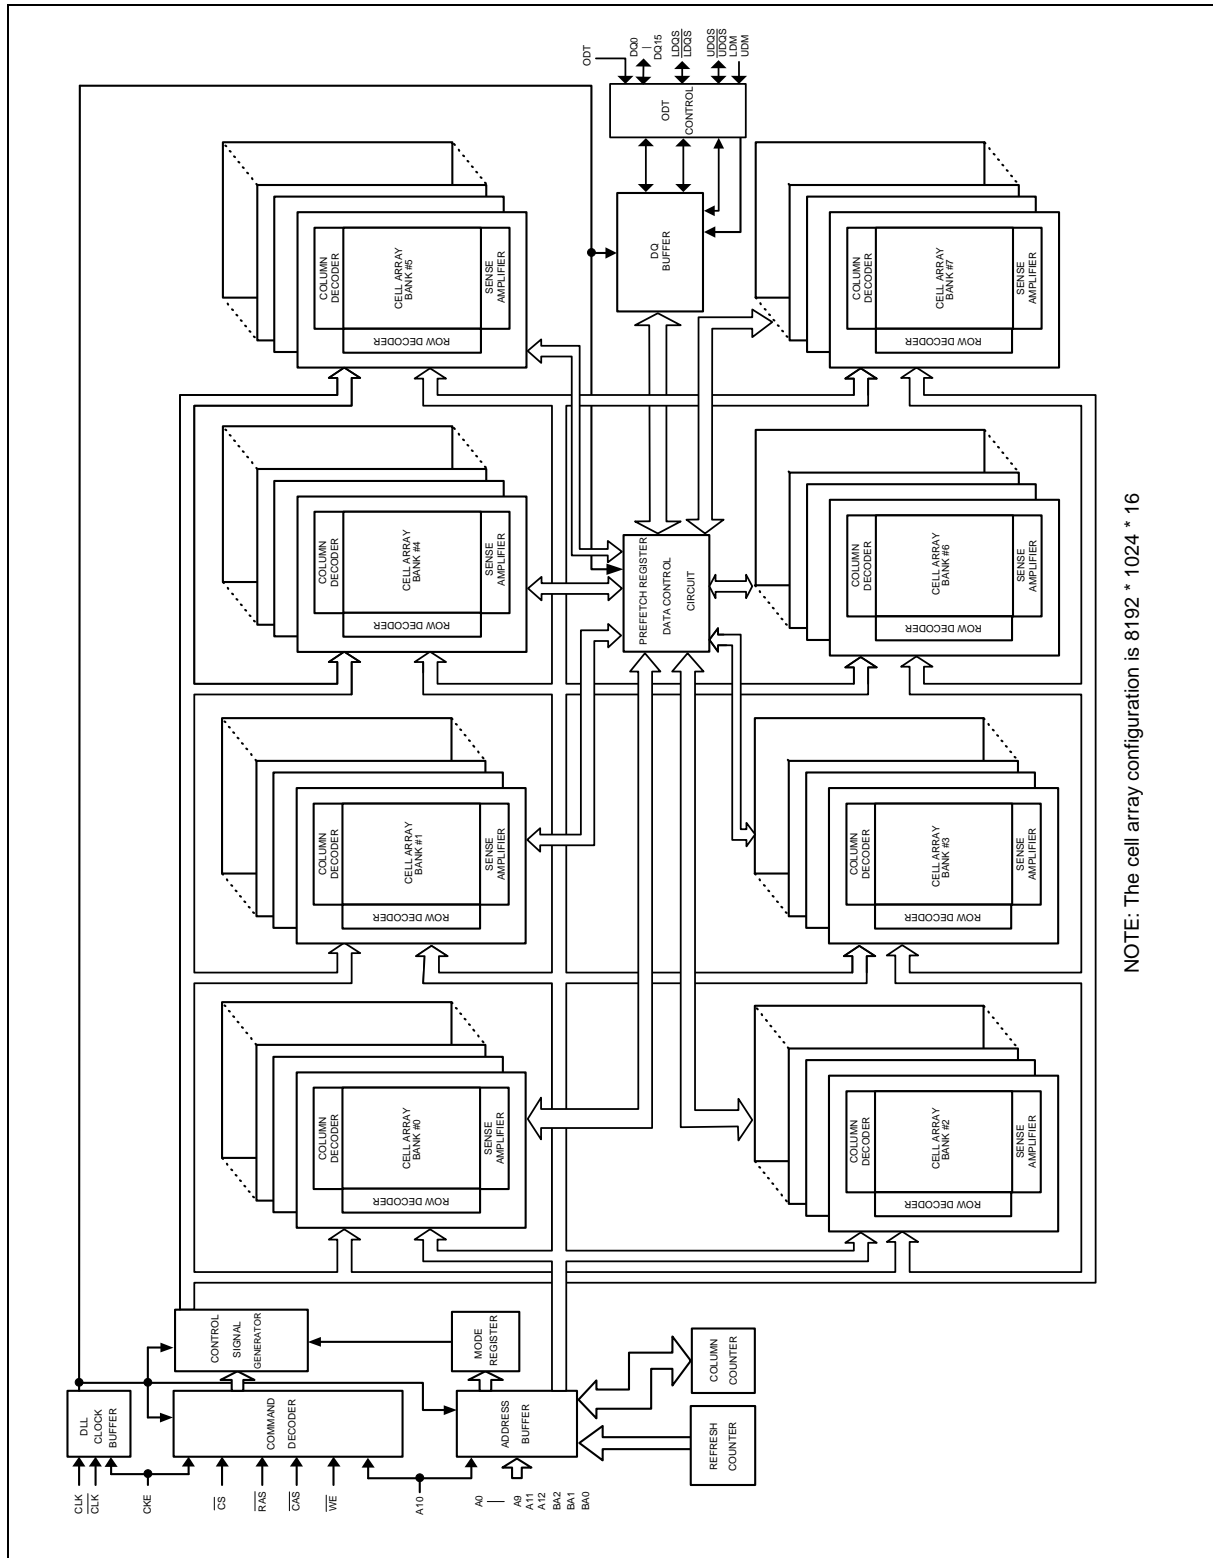 CLK
CLK
CKE
CS
RAS
CAS
WE
A10
A0
A9
A11
A12
BA2
BA1
BA0
DLL
CLOCK
BUFFER
COMMAND
DECODER
ADDRESS
BUFFER
REFRESH
COUNTER
COLUMN
COUNTER
CONTROL
SIGNAL
GENERATOR
MODE
REGISTER
COLUMN
DECODER
CELL ARRAY
BANK #0
SENSE
AMPLIFIER
ROW DECODER
COLUMN
DECODER
CELL ARRAY
BANK #1
SENSE
AMPLIFIER
ROW DECODER
COLUMN
DECODER
CELL ARRAY
BANK #4
SENSE
AMPLIFIER
ROW DECODER
COLUMN
DECODER
CELL ARRAY
BANK #5
SENSE
AMPLIFIER
ROW DECODER
PREFETCH REGISTER
DATA CONTROL
CIRCUIT
DQ
BUFFER
ODT
CONTROL
ODT
DQ0
DQ15
LDQS
LDQS
UDQS
UDQS
LDM
UDM
COLUMN
DECODER
CELL ARRAY
BANK #2
SENSE
AMPLIFIER
ROW DECODER
COLUMN
DECODER
CELL ARRAY
BANK #3
SENSE
AMPLIFIER
ROW DECODER
COLUMN
DECODER
CELL ARRAY
BANK #6
SENSE
AMPLIFIER
ROW DECODER
COLUMN
DECODER
CELL ARRAY
BANK #7
SENSE
AMPLIFIER
ROW DECODER
NOTE: The cell array configuration is 8192 * 1024 * 16